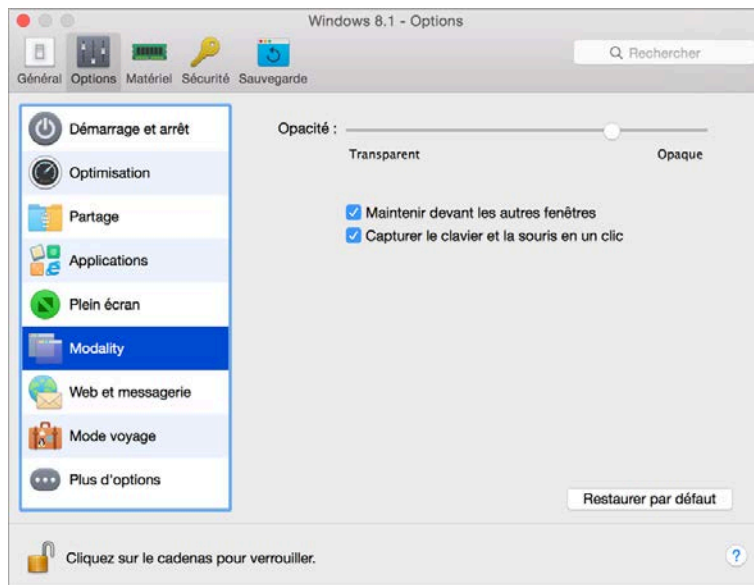 Windows 8.1 - Options
Rechercher
Général Options Matériel Sécurité Sauvegarde
Démarrage et arrêt
Optimisation
Partage
Applications
Plein écran
Modality
Web et messagerie
Mode voyage
Plus d'options
Opacité :
Transparent Opaque
Maintenir devant les autres fenêtres
Capturer le clavier et la souris en un clic
Restaurer par défaut
Cliquez sur le cadenas pour verrouiller.
?